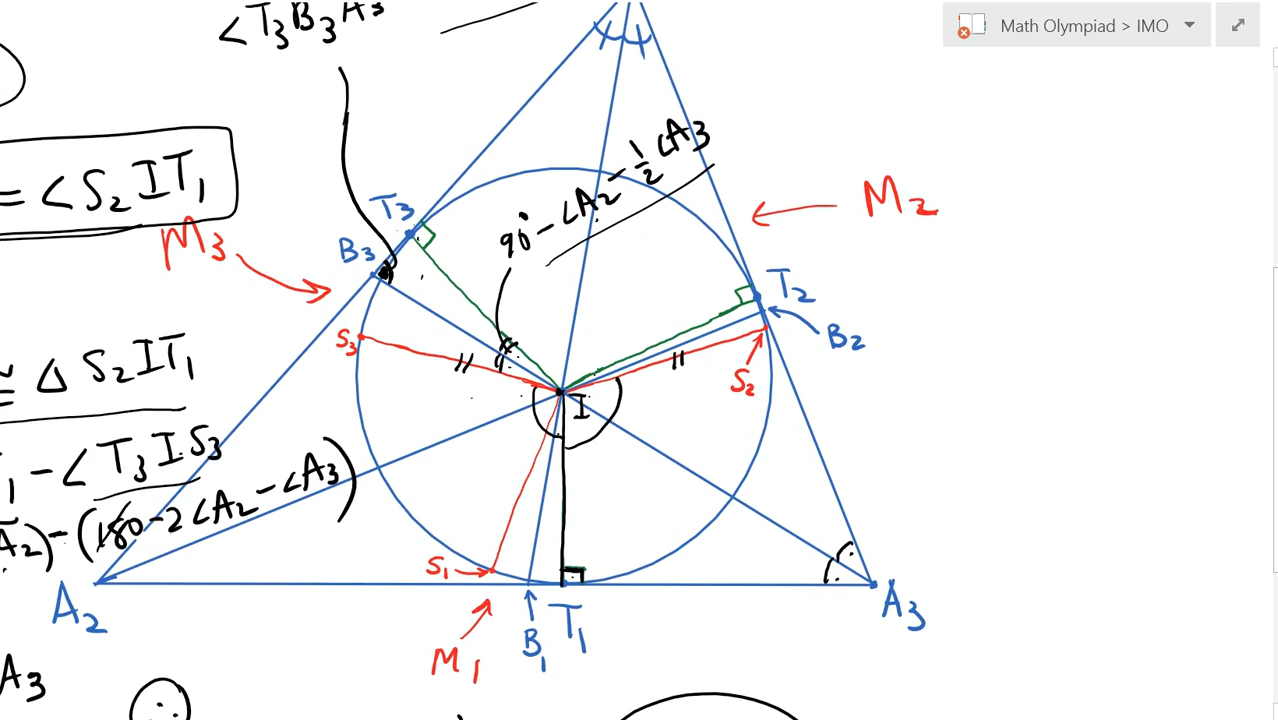 <T₃B₃A₃
Math Olympiad > IMO
= <S₂IT₁
M₃
T₃
B₃
90° - <A₂ - ½<A₃
M₂
T₂
B₂
S₃
S₂
I
≅ Δ S₂IT₁
₁ - <T₃IS₃
A₂) - (180 - 2<A₂ - <A₃)
S₁
A₂
M₁
B₁
T₁
A₃
A₃